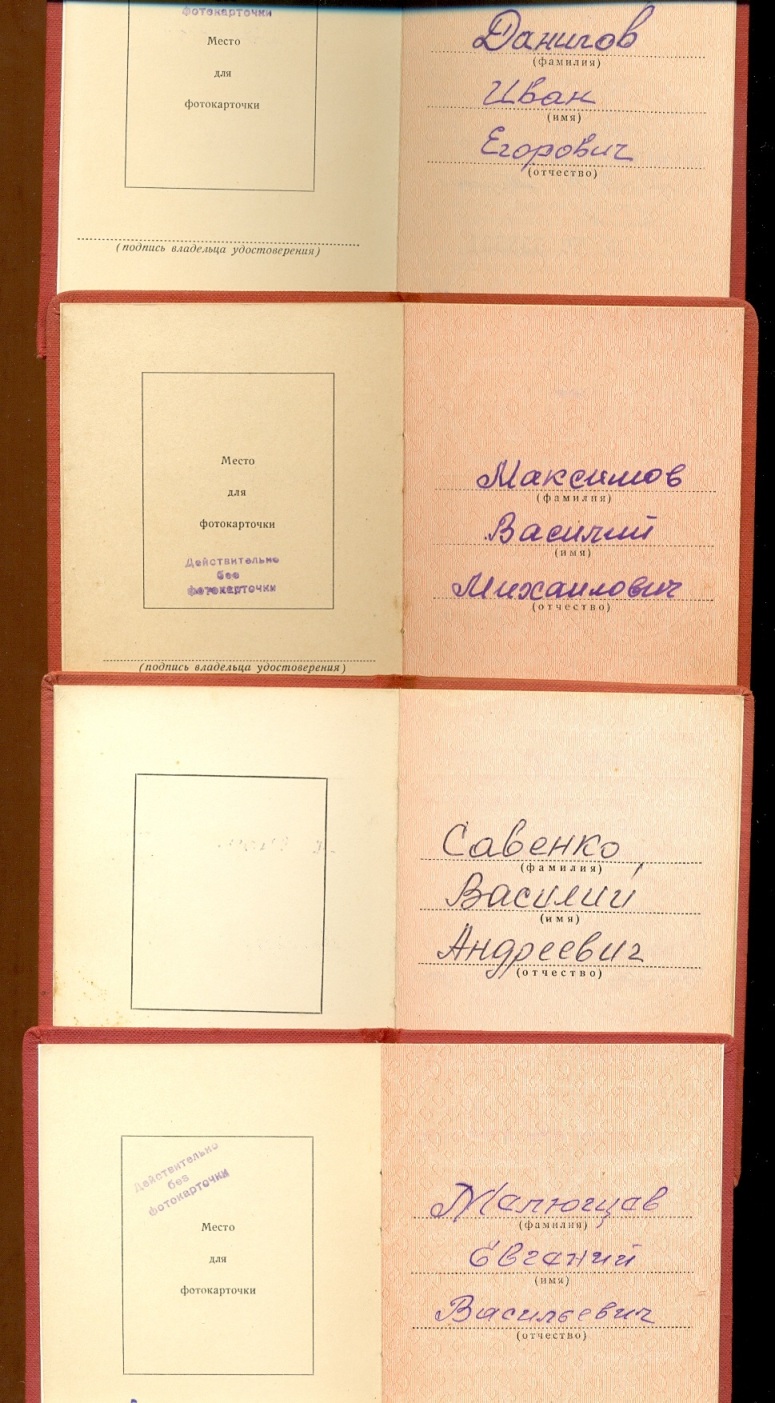 фотокарточки
Место
для
фотокарточки
(подпись владельца удостоверения)
Данилов
(фамилия)
Иван
(имя)
Егорович
(отчество)
Место
для
фотокарточки
Действительно
без
фотокарточки
(подпись владельца удостоверения)
Максимов
(фамилия)
Василий
(имя)
Михайлович
(отчество)
Савенко
(фамилия)
Василий
(имя)
Андреевич
(отчество)
Действительно
без
фотокарточки
Место
для
фотокарточки
(фамилия)
Евгений
(имя)
Васильевич
(отчество)